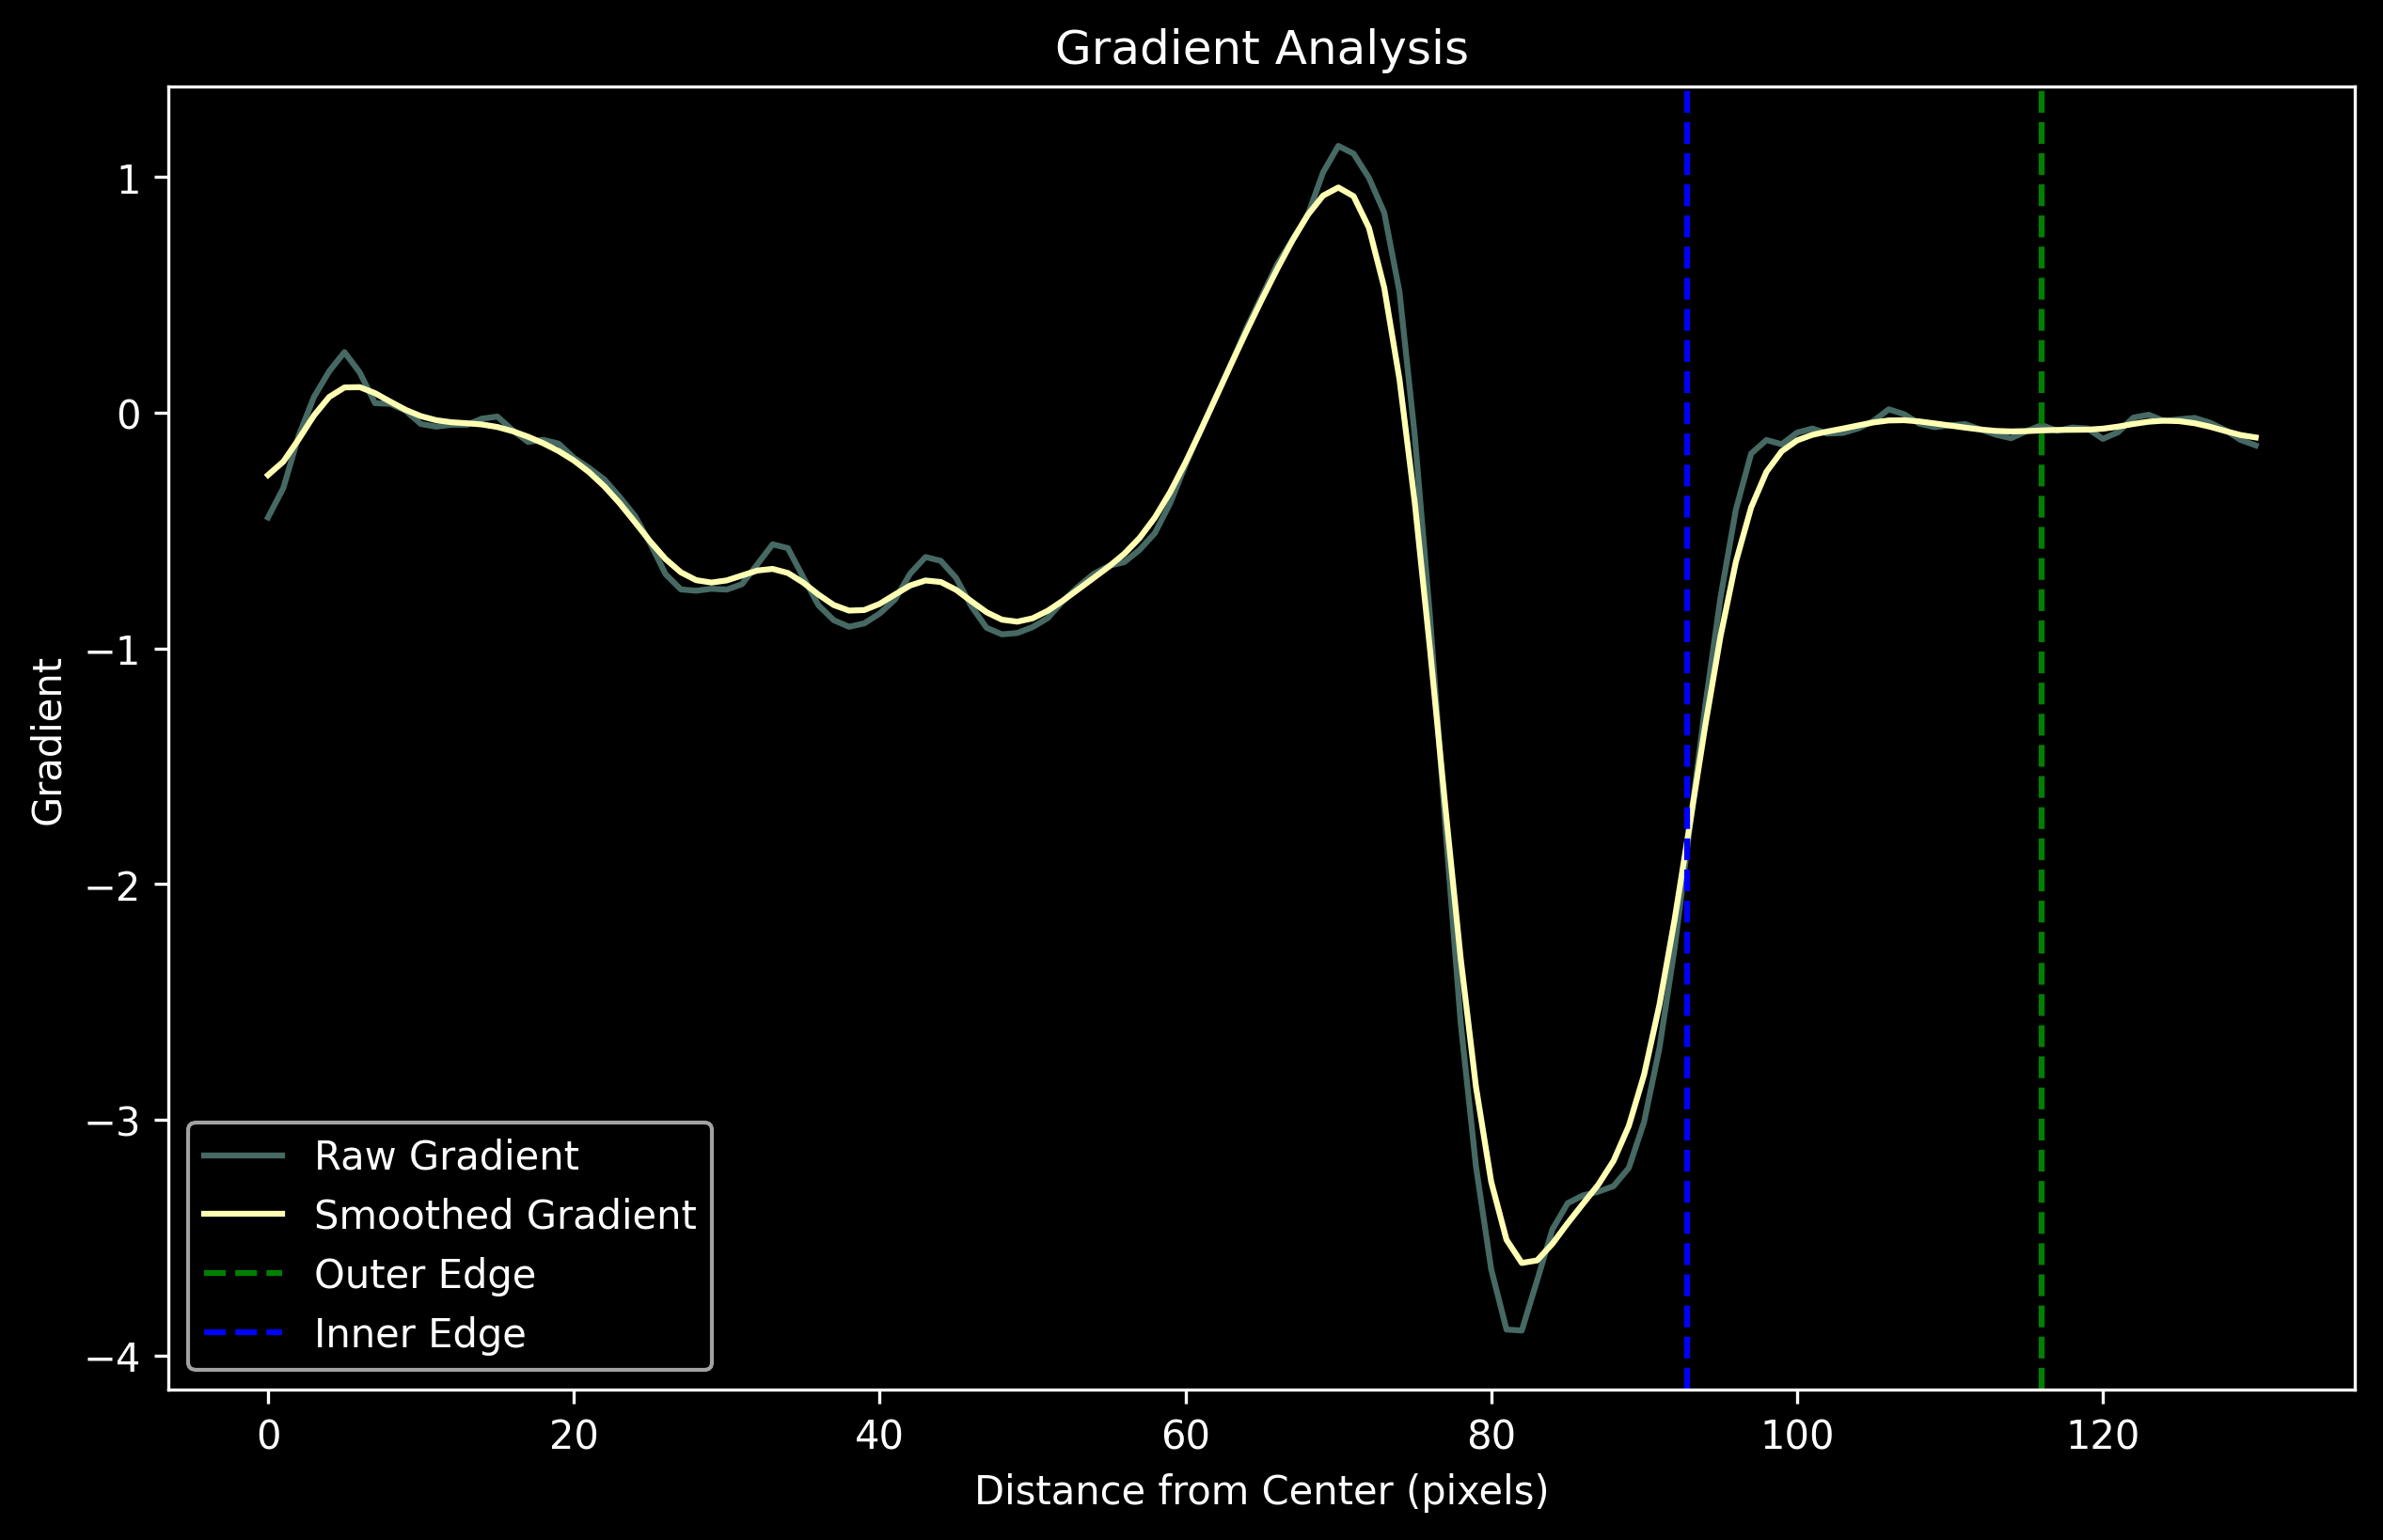 Gradient Analysis
Gradient
1
0
−1
−2
−3
−4
Raw Gradient
Smoothed Gradient
Outer Edge
Inner Edge
0 20 40 60 80 100 120
Distance from Center (pixels)